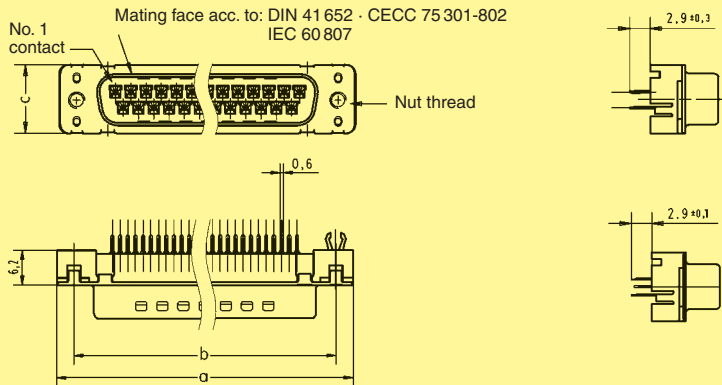 Mating face acc. to: DIN 41 652 · CECC 75 301-802
IEC 60 807
No. 1
contact
2.9 ±0,3
c
Nut thread
0,6
2.9 ±0,1
6,2
b
a